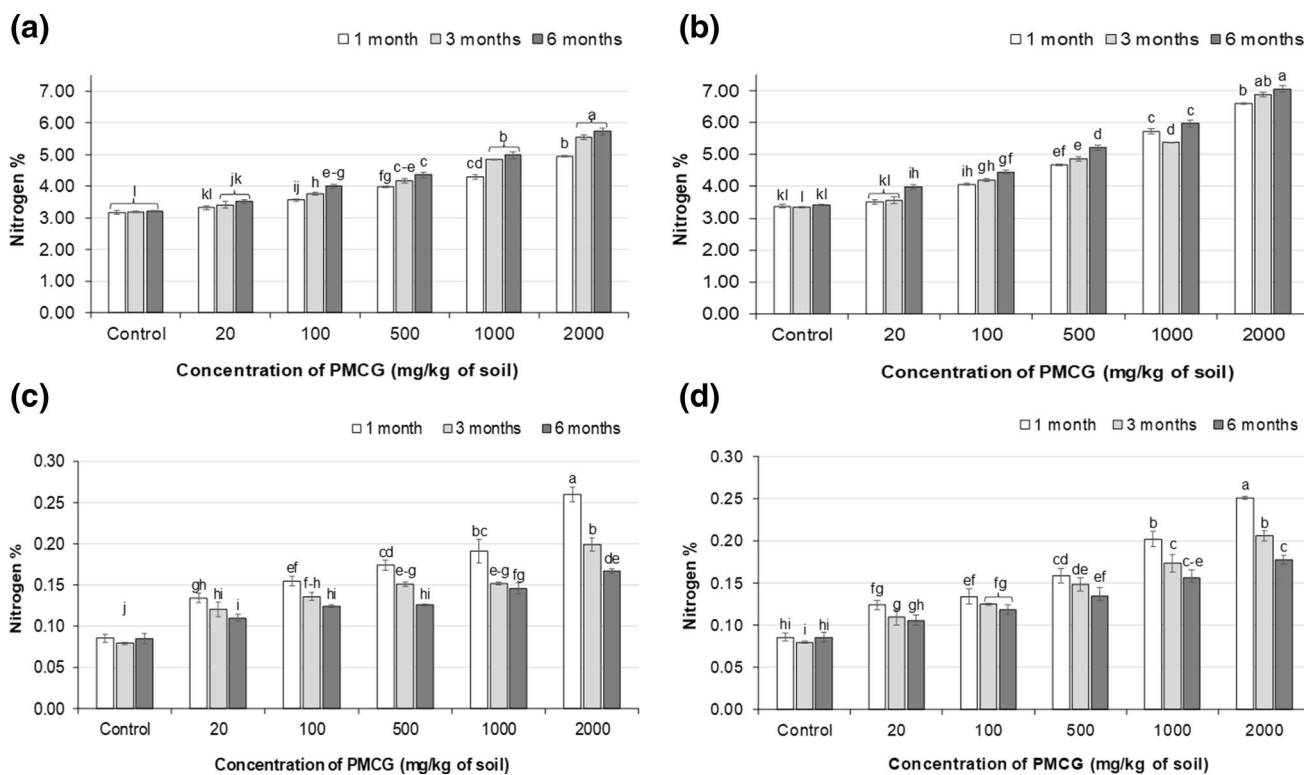 (a)
1 month 3 months 6 months
Nitrogen %
7.00
6.00
5.00
4.00
3.00
2.00
1.00
0.00
l
kl jk
ij h e-g
fg c-e c
cd b
b a
Control 20 100 500 1000 2000
Concentration of PMCG (mg/kg of soil)
(b)
1 month 3 months 6 months
Nitrogen %
7.00
6.00
5.00
4.00
3.00
2.00
1.00
0.00
kl l kl
kl ih
ih gh gf
ef e d
c d c
b ab a
Control 20 100 500 1000 2000
Concentration of PMCG (mg/kg of soil)
(c)
1 month 3 months 6 months
Nitrogen %
0.30
0.25
0.20
0.15
0.10
0.05
0.00
j
gh hi i
ef f-h hi
cd e-g hi
bc e-g fg
a b de
Control 20 100 500 1000 2000
Concentration of PMCG (mg/kg of soil)
(d)
1 month 3 months 6 months
Nitrogen %
0.30
0.25
0.20
0.15
0.10
0.05
0.00
hi i hi
fg g gh
ef fg
cd de ef
b c c-e
a b c
Control 20 100 500 1000 2000
Concentration of PMCG (mg/kg of soil)